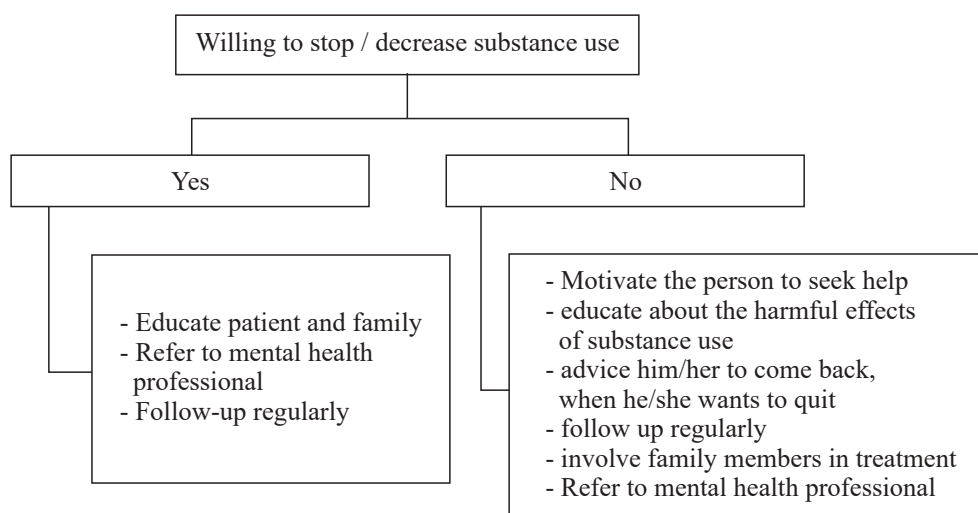 Willing to stop / decrease substance use
Yes
No
- Educate patient and family
- Refer to mental health
professional
- Follow-up regularly
- Motivate the person to seek help
- educate about the harmful effects
of substance use
- advice him/her to come back,
when he/she wants to quit
- follow up regularly
- involve family members in treatment
- Refer to mental health professional